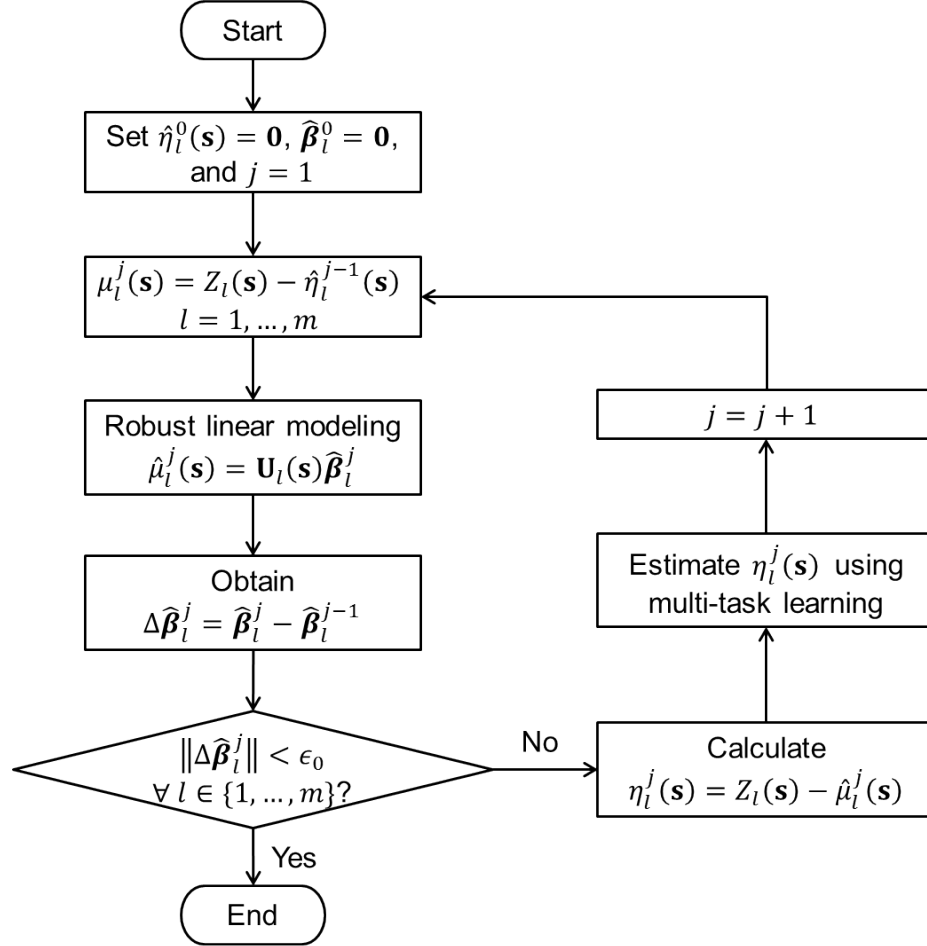 Start
Set η̂_l^0(𝐬) = 𝟎, 𝛃̂_l^0 = 𝟎,
and j = 1
μ_l^j(𝐬) = Z_l(𝐬) − η̂_l^{j−1}(𝐬)
l = 1, … , m
Robust linear modeling
μ̂_l^j(𝐬) = 𝐔_l(𝐬)𝛃̂_l^j
Obtain
Δ𝛃̂_l^j = 𝛃̂_l^j − 𝛃̂_l^{j−1}
‖Δ𝛃̂_l^j‖ < ϵ_0
∀ l ∈ {1, … , m}?
Yes
End
No
Calculate
η_l^j(𝐬) = Z_l(𝐬) − μ̂_l^j(𝐬)
Estimate η_l^j(𝐬) using
multi-task learning
j = j + 1